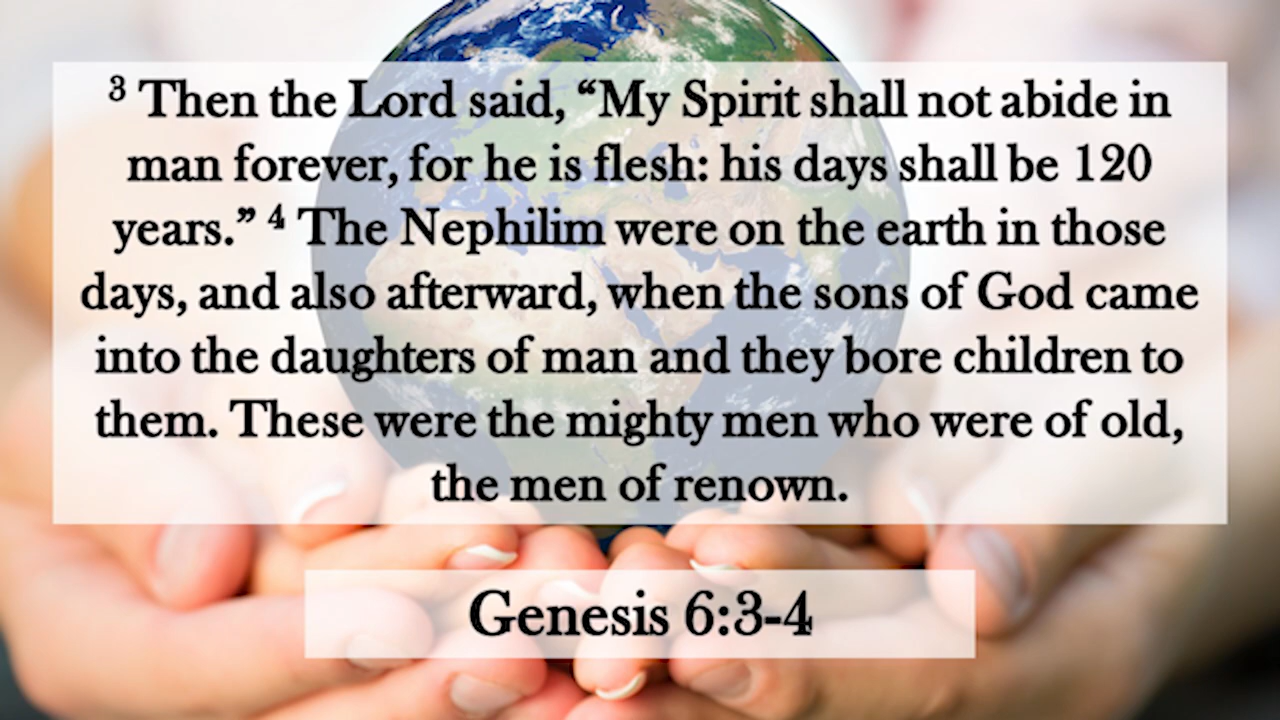 ³ Then the Lord said, “My Spirit shall not abide in
man forever, for he is flesh: his days shall be 120
years.” ⁴ The Nephilim were on the earth in those
days, and also afterward, when the sons of God came
into the daughters of man and they bore children to
them. These were the mighty men who were of old,
the men of renown.
Genesis 6:3-4